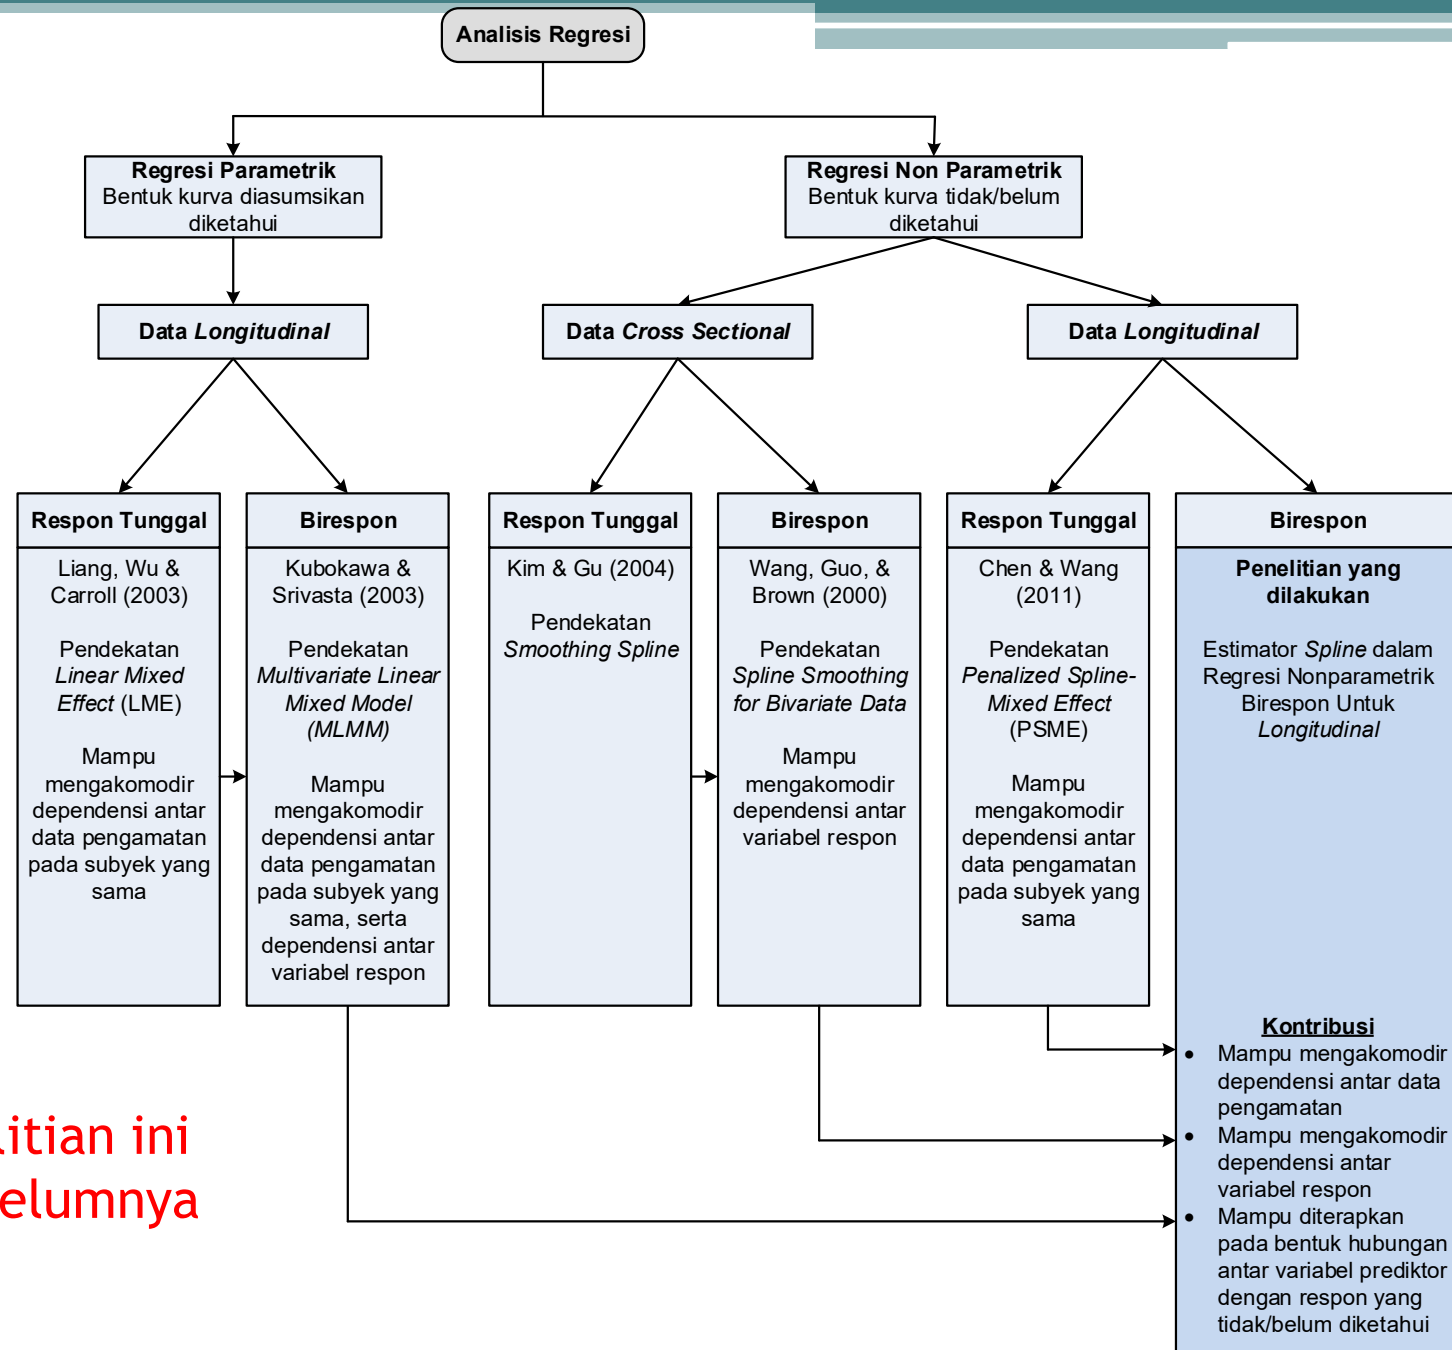 Analisis Regresi
Regresi Parametrik
Bentuk kurva diasumsikan
diketahui
Regresi Non Parametrik
Bentuk kurva tidak/belum
diketahui
Data Longitudinal
Data Cross Sectional
Data Longitudinal
Respon Tunggal
Liang, Wu &
Carroll (2003)
Pendekatan
Linear Mixed
Effect (LME)
Mampu
mengakomodir
dependensi antar
data pengamatan
pada subyek yang
sama
Birespon
Kubokawa &
Srivasta (2003)
Pendekatan
Multivariate Linear
Mixed Model
(MLMM)
Mampu
mengakomodir
dependensi antar
data pengamatan
pada subyek yang
sama, serta
dependensi antar
variabel respon
Respon Tunggal
Kim & Gu (2004)
Pendekatan
Smoothing Spline
Birespon
Wang, Guo, &
Brown (2000)
Pendekatan
Spline Smoothing
for Bivariate Data
Mampu
mengakomodir
dependensi antar
variabel respon
Respon Tunggal
Chen & Wang
(2011)
Pendekatan
Penalized Spline-
Mixed Effect
(PSME)
Mampu
mengakomodir
dependensi antar
data pengamatan
pada subyek yang
sama
Birespon
Penelitian yang
dilakukan
Estimator Spline dalam
Regresi Nonparametrik
Birespon Untuk
Longitudinal
Kontribusi
• Mampu mengakomodir
dependensi antar data
pengamatan
• Mampu mengakomodir
dependensi antar
variabel respon
• Mampu diterapkan
pada bentuk hubungan
antar variabel prediktor
dengan respon yang
tidak/belum diketahui
litian ini
elumnya